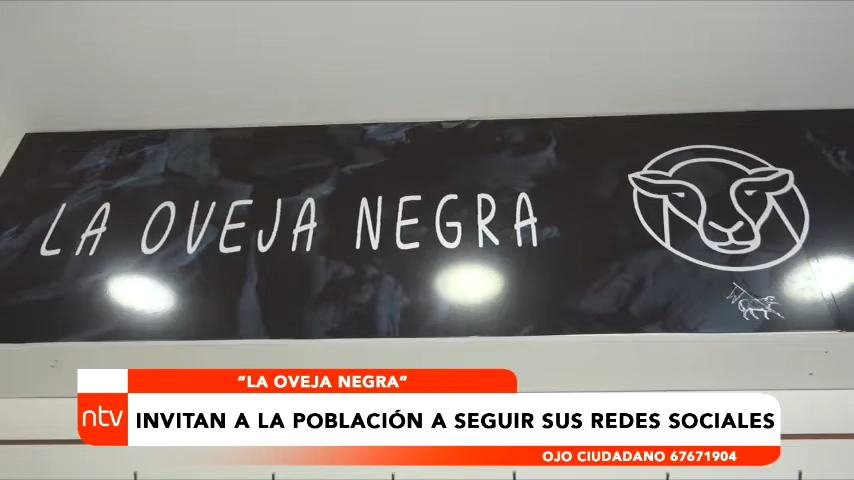 LA OVEJA NEGRA
"LA OVEJA NEGRA"
ntv
INVITAN A LA POBLACIÓN A SEGUIR SUS REDES SOCIALES
OJO CIUDADANO 67671904